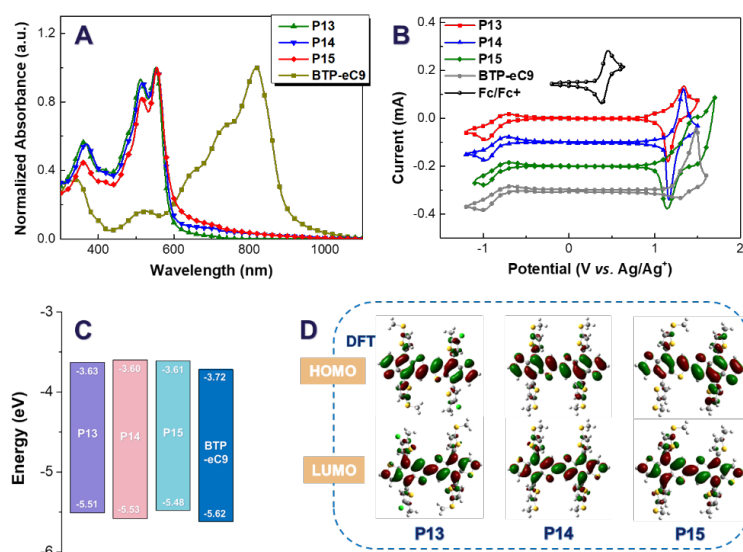 A
P13
P14
P15
BTP-eC9
Normalized Absorbance (a.u.)
1.2
0.9
0.6
0.4
0.0
400
600
800
1000
Wavelength (nm)
B
P13
P14
P15
BTP-eC9
Fc/Fc+
Current (mA)
0.4
0.2
0.0
-0.2
-0.4
-1
0
1
2
Potential (V vs. Ag/Ag+)
C
Energy (eV)
-3
-4
-5
-6
-3.63
P13
-5.51
-3.60
P14
-5.53
-3.61
P15
-5.48
-3.72
BTP
-eC9
-5.62
D
DFT
HOMO
LUMO
P13
P14
P15